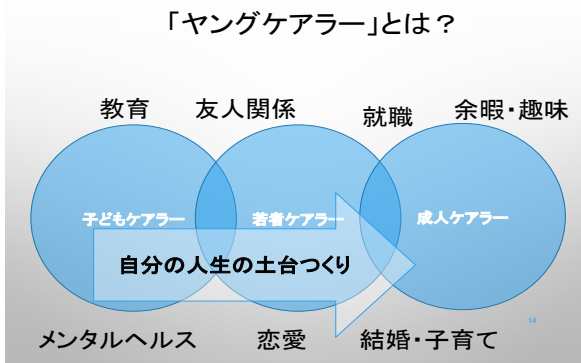 「ヤングケアラー」とは？
教育
友人関係
就職
余暇・趣味
子どもケアラー
若者ケアラー
成人ケアラー
自分の人生の土台つくり
14
メンタルヘルス
恋愛
結婚・子育て